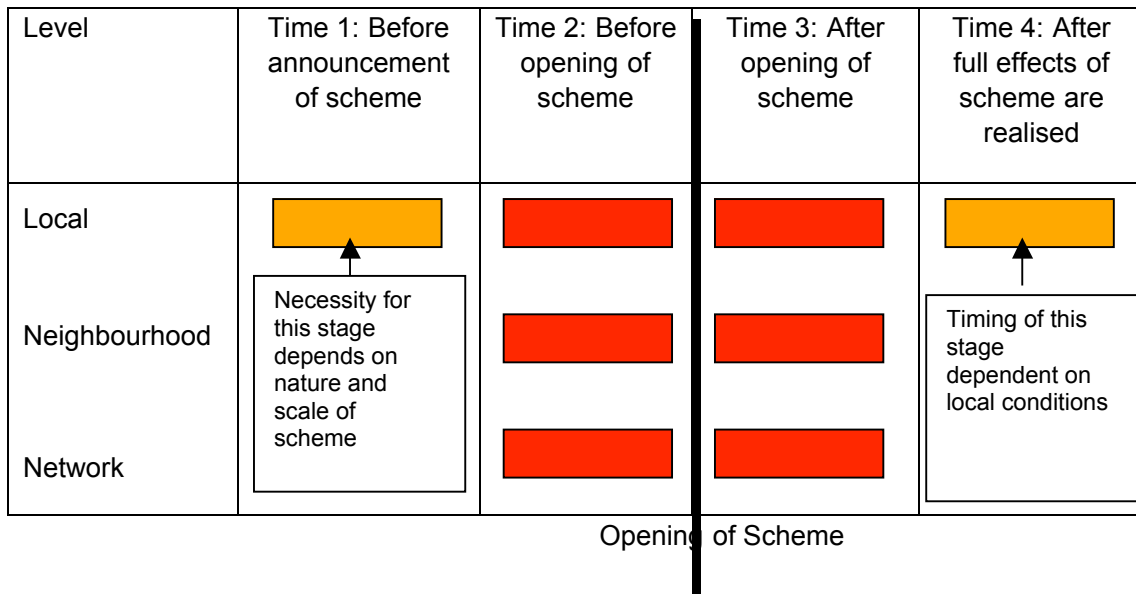 Level
Time 1: Before
announcement
of scheme
Time 2: Before
opening of
scheme
Time 3: After
opening of
scheme
Time 4: After
full effects of
scheme are
realised
Local
Necessity for
this stage
depends on
nature and
scale of
scheme
Timing of this
stage
dependent on
local conditions
Neighbourhood
Network
Opening of Scheme